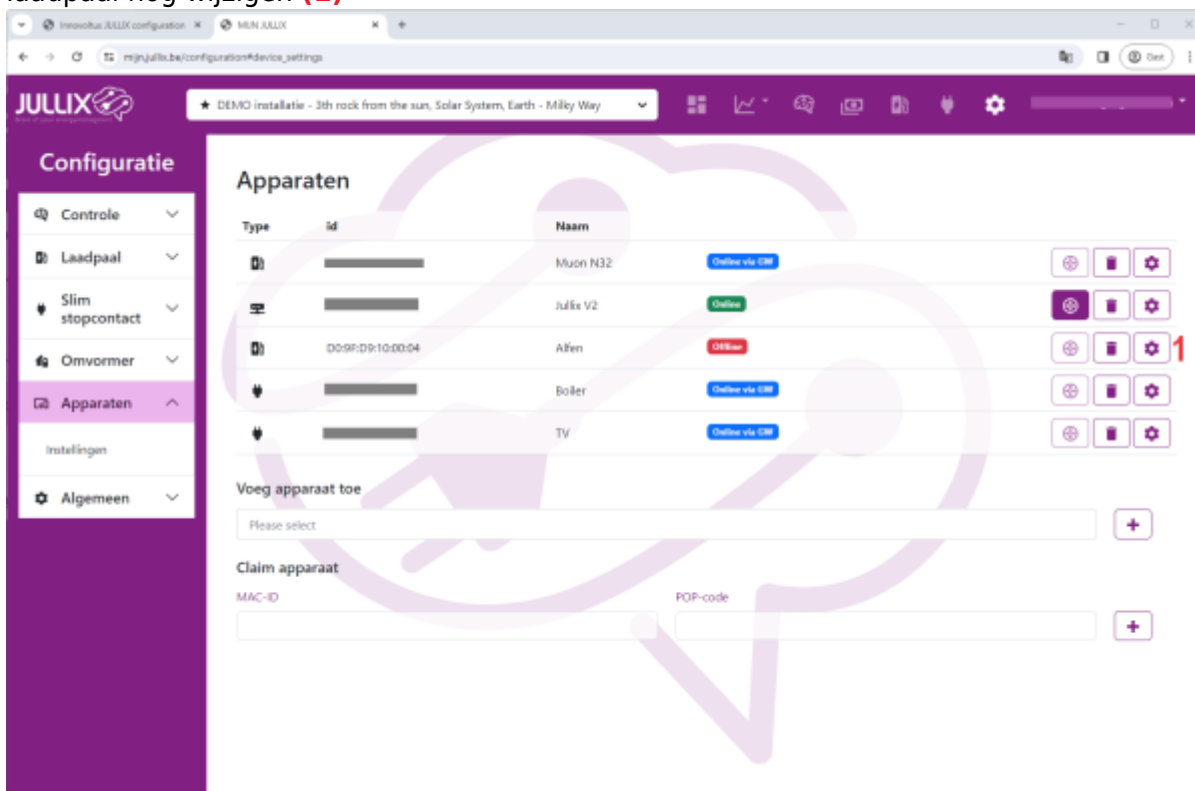 laadpaal nog wijzigen (2)
Innovoltus JULLIX configuration
MIJN JULLIX
mijn.jullix.be/configuration#device_settings
Gast
JULLIX
★ DEMO installatie - 3th rock from the sun, Solar System, Earth - Milky Way
Configuratie
Controle
Laadpaal
Slim
stopcontact
Omvormer
Apparaten
Instellingen
Algemeen
Apparaten
Type Id Naam
Muon N32 Online via GW
Jullix V2 Online
D0:9F:D9:10:00:04 Alfen Offline 1
Boiler Online via GW
TV Online via GW
Voeg apparaat toe
Please select
+
Claim apparaat
MAC-ID POP-code
+